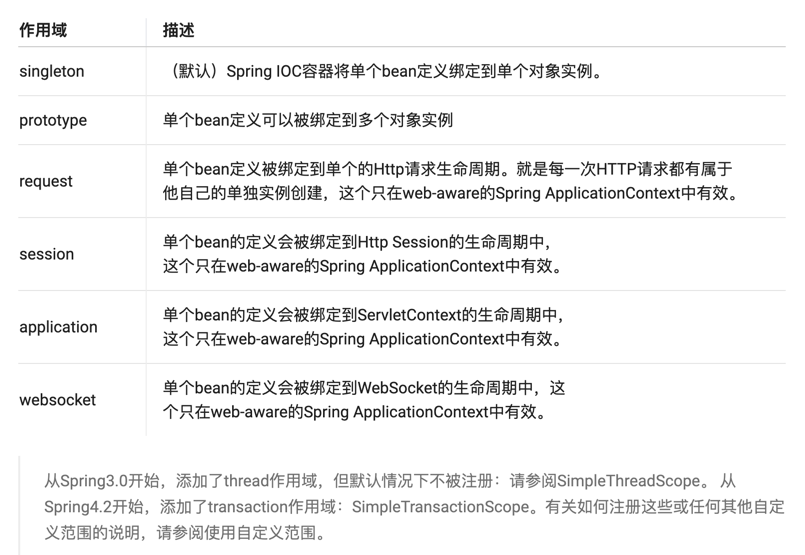 作用域 描述
singleton （默认）Spring IOC容器将单个bean定义绑定到单个对象实例。
prototype 单个bean定义可以被绑定到多个对象实例
request 单个bean定义被绑定到单个的Http请求生命周期。就是每一次HTTP请求都有属于
他自己的单独实例创建，这个只在web-aware的Spring ApplicationContext中有效。
session 单个bean的定义会被绑定到Http Session的生命周期中，
这个只在web-aware的Spring ApplicationContext中有效。
application 单个bean的定义会被绑定到ServletContext的生命周期中，
这个只在web-aware的Spring ApplicationContext中有效。
websocket 单个bean的定义会被绑定到WebSocket的生命周期中，这
个只在web-aware的Spring ApplicationContext中有效。
从Spring3.0开始，添加了thread作用域，但默认情况下不被注册：请参阅SimpleThreadScope。 从
Spring4.2开始，添加了transaction作用域：SimpleTransactionScope。有关如何注册这些或任何其他自定
义范围的说明，请参阅使用自定义范围。